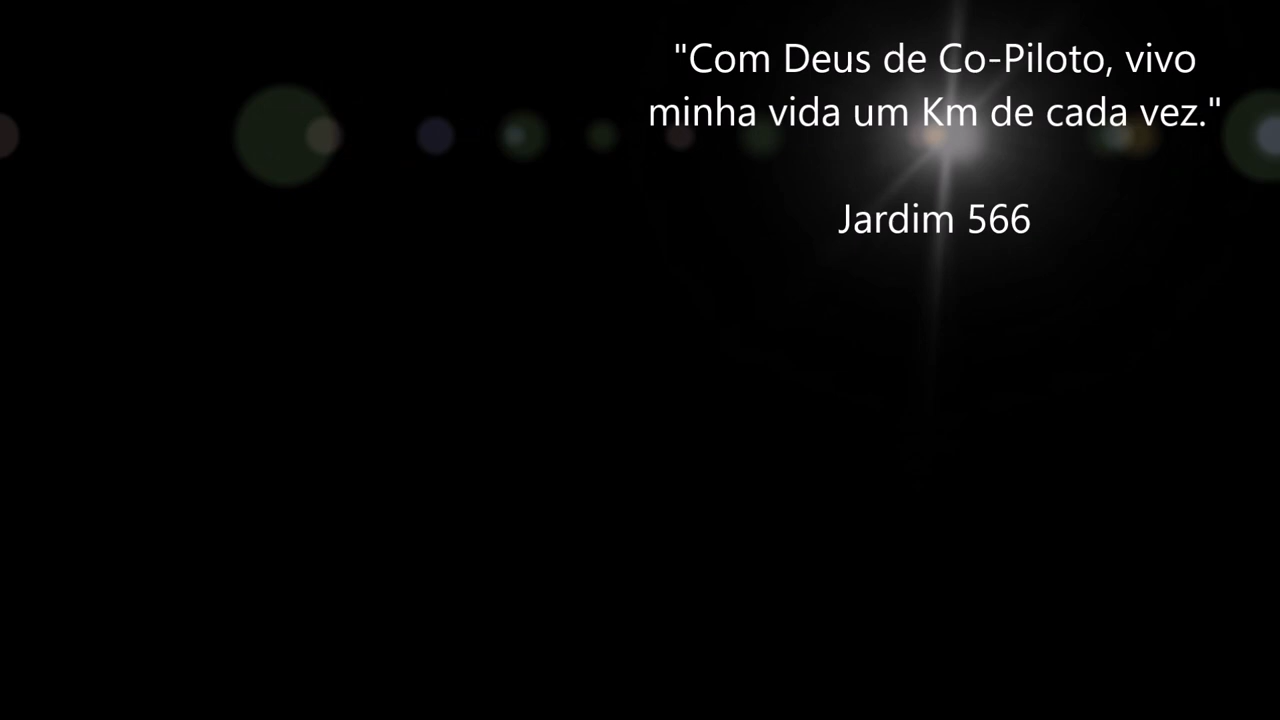 "Com Deus de Co-Piloto, vivo
minha vida um Km de cada vez."
Jardim 566